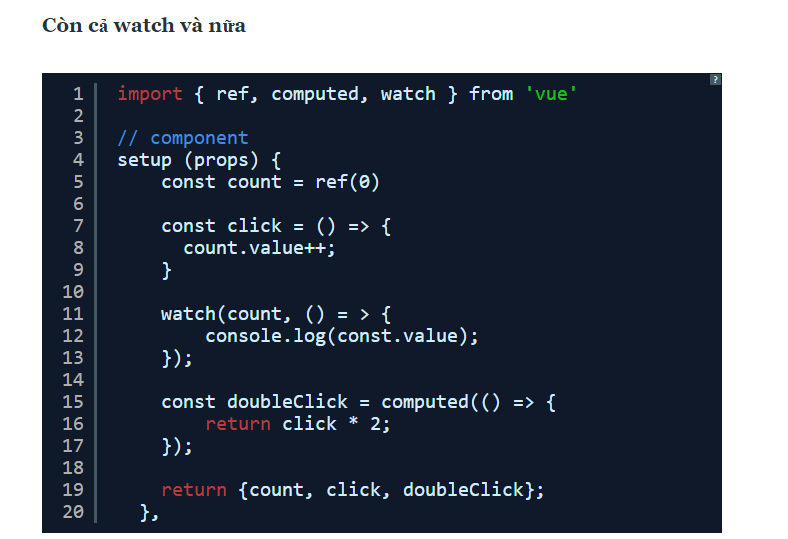 Còn cả watch và nữa
?
1 import { ref, computed, watch } from 'vue'
2
3 // component
4 setup (props) {
5     const count = ref(0)
6
7     const click = () => {
8       count.value++;
9     }
10
11     watch(count, () = > {
12         console.log(const.value);
13     });
14
15     const doubleClick = computed(() => {
16         return click * 2;
17     });
18
19     return {count, click, doubleClick};
20   },